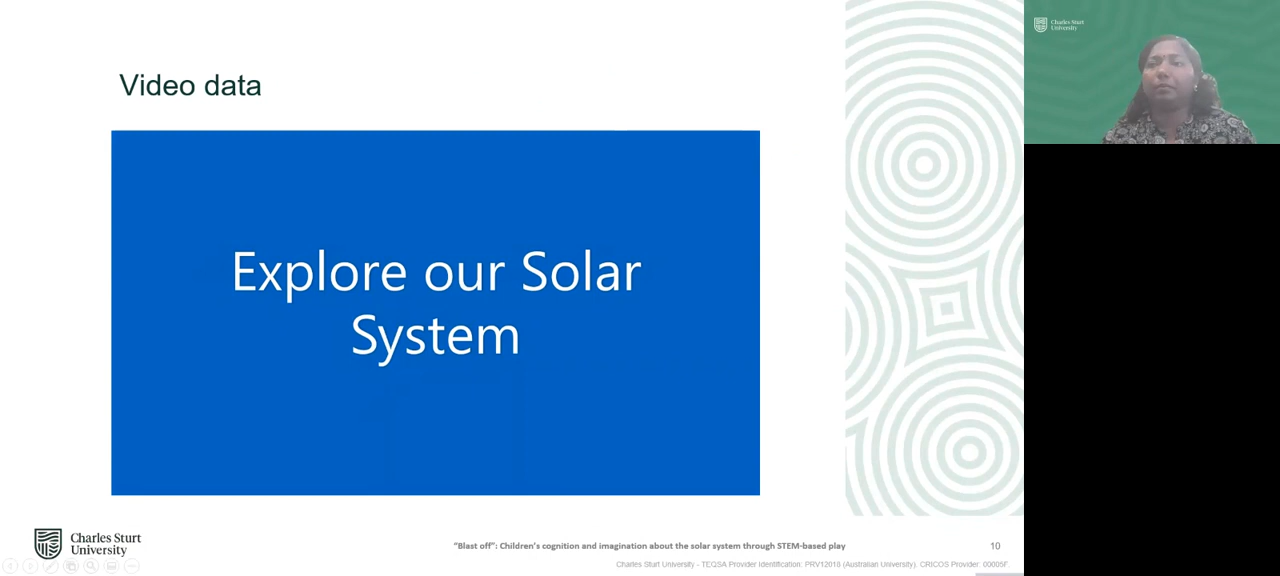 Video data
Explore our Solar
System
Charles Sturt
University
"Blast off": Children's cognition and imagination about the solar system through STEM-based play
10
Charles Sturt University - TEQSA Provider Identification: PRV12018 (Australian University). CRICOS Provider: 00005F.
Charles Sturt
University